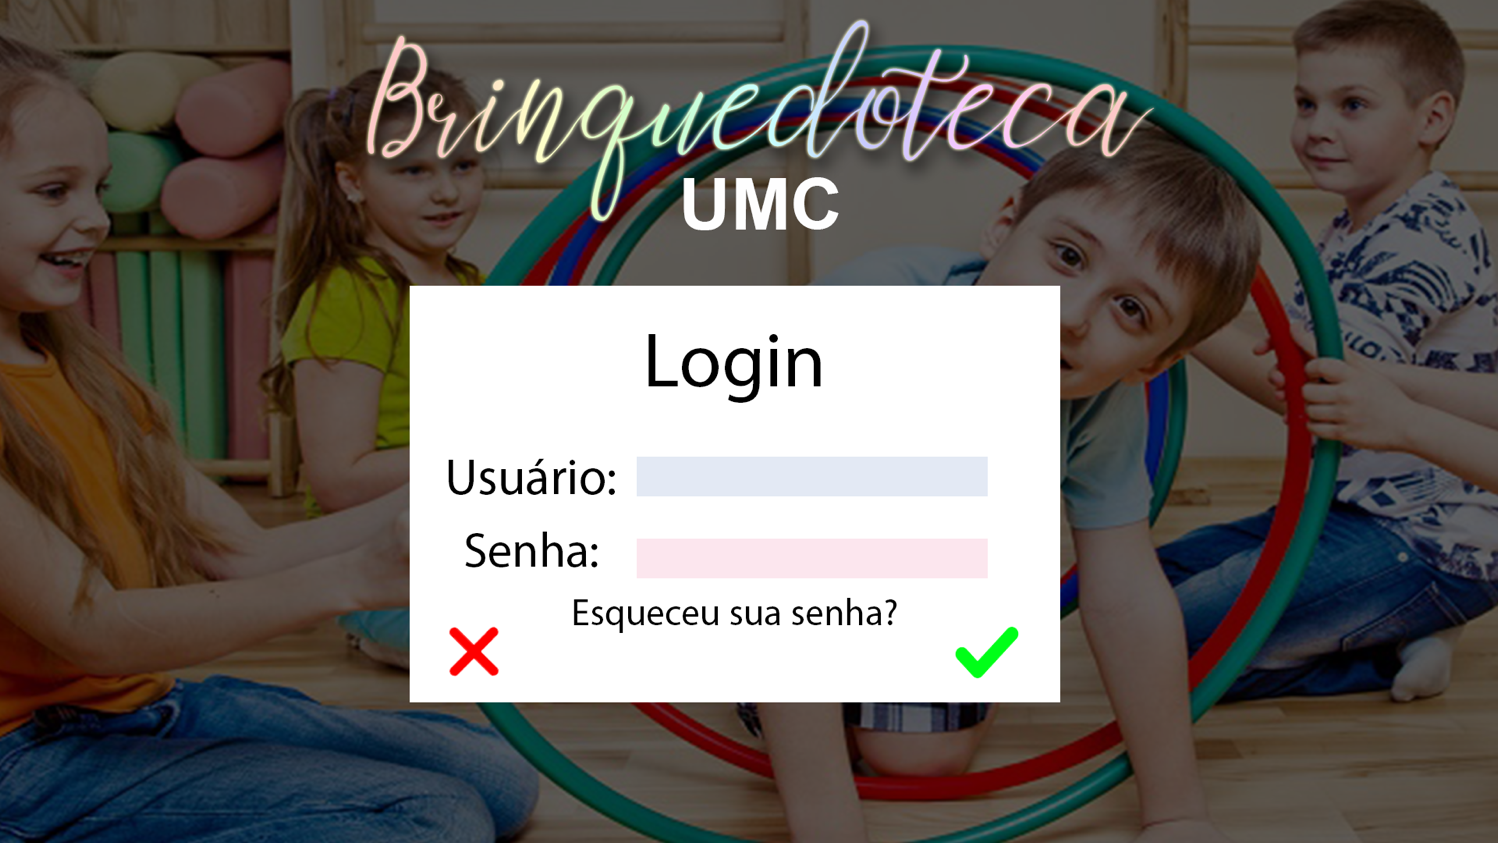 Brinquedoteca
UMC
Login
Usuário:
Senha:
Esqueceu sua senha?